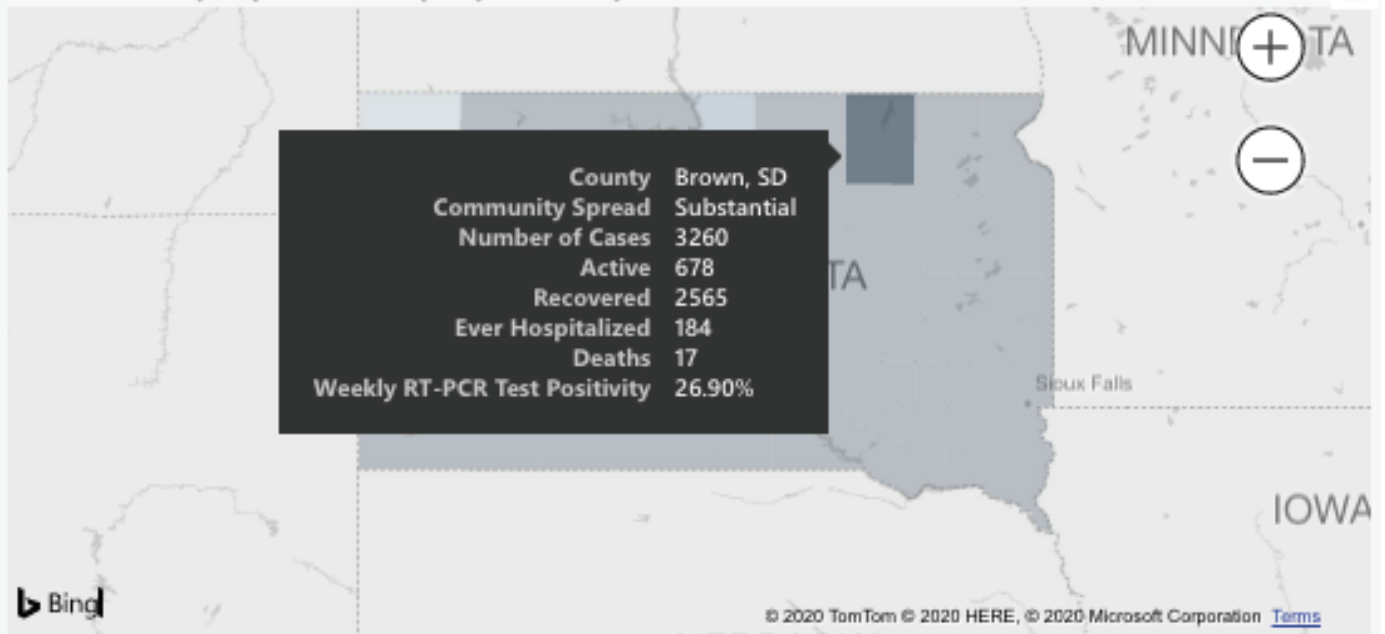 MINNE TA
County Brown, SD
Community Spread Substantial
Number of Cases 3260
Active 678
TA
Recovered 2565
Ever Hospitalized 184
Deaths 17
Weekly RT-PCR Test Positivity 26.90%
Sioux Falls
IOWA
Bing
© 2020 TomTom © 2020 HERE, © 2020 Microsoft Corporation Terms